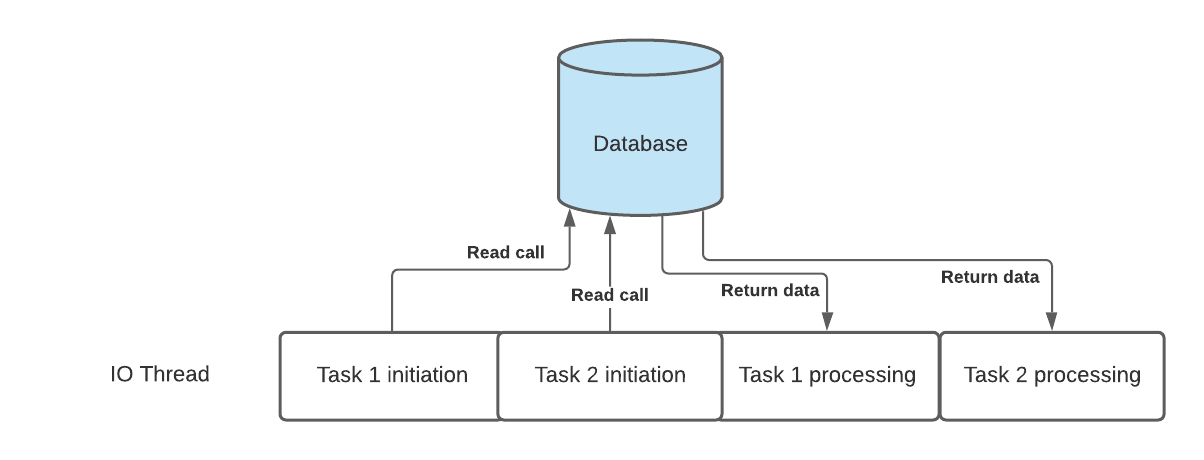 Database
Read call
Read call
Return data
Return data
IO Thread
Task 1 initiation
Task 2 initiation
Task 1 processing
Task 2 processing